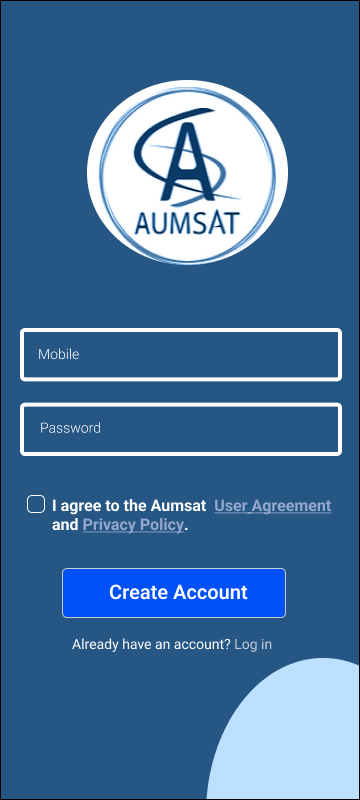 AUMSAT
Mobile
Password
I agree to the Aumsat User Agreement
and Privacy Policy.
Create Account
Already have an account? Log in